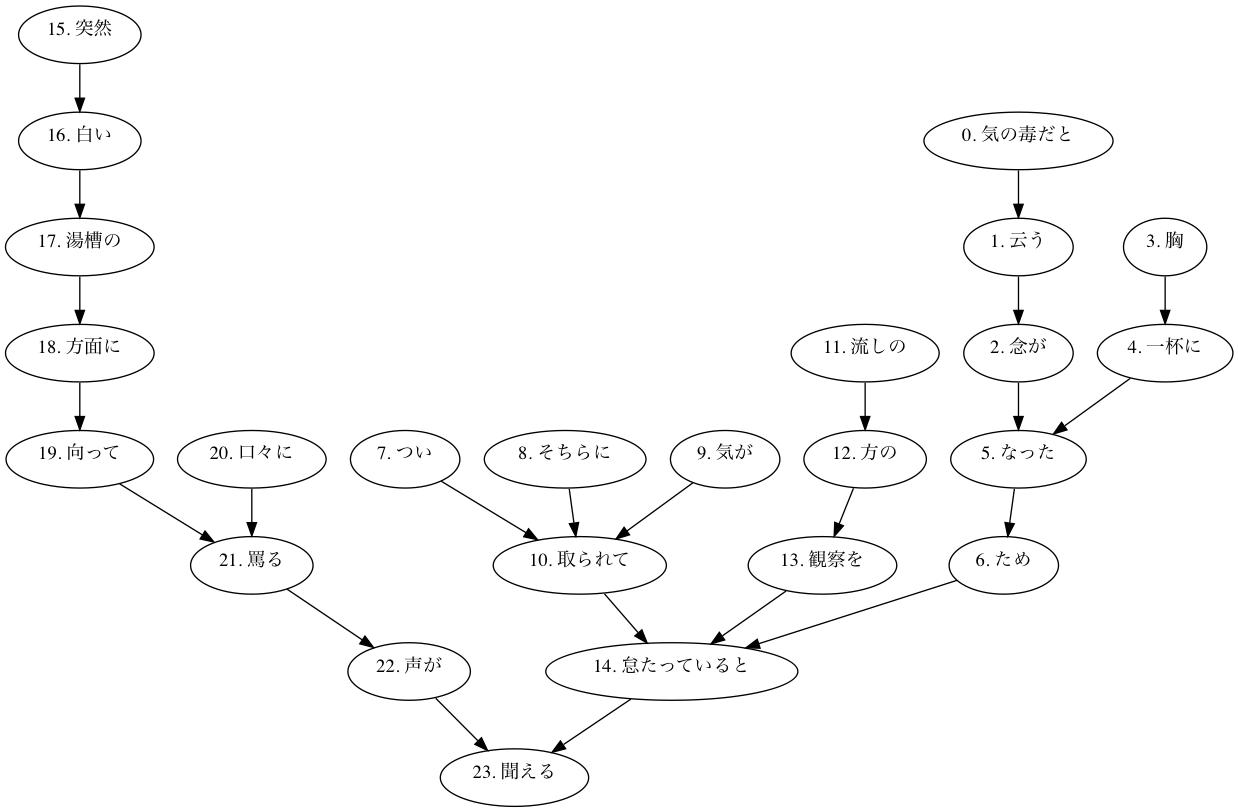 15. 突然
16. 白い
0. 気の毒だと
17. 湯槽の
1. 云う
3. 胸
18. 方面に
11. 流しの
2. 念が
4. 一杯に
19. 向って
20. 口々に
7. つい
8. そちらに
9. 気が
12. 方の
5. なった
21. 罵る
10. 取られて
13. 観察を
6. ため
22. 声が
14. 怠たっていると
23. 聞える